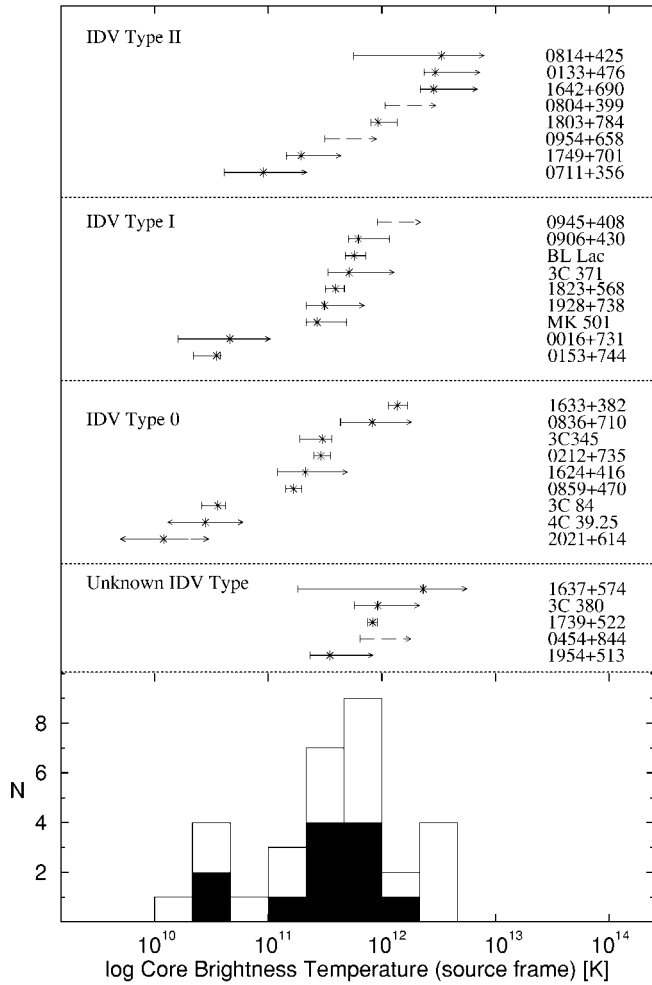 IDV Type II
0814+425
0133+476
1642+690
0804+399
1803+784
0954+658
1749+701
0711+356
IDV Type I
0945+408
0906+430
BL Lac
3C 371
1823+568
1928+738
MK 501
0016+731
0153+744
IDV Type 0
1633+382
0836+710
3C345
0212+735
1624+416
0859+470
3C 84
4C 39.25
2021+614
Unknown IDV Type
1637+574
3C 380
1739+522
0454+844
1954+513
8
6
N
4
2
10^10 10^11 10^12 10^13 10^14
log Core Brightness Temperature (source frame) [K]